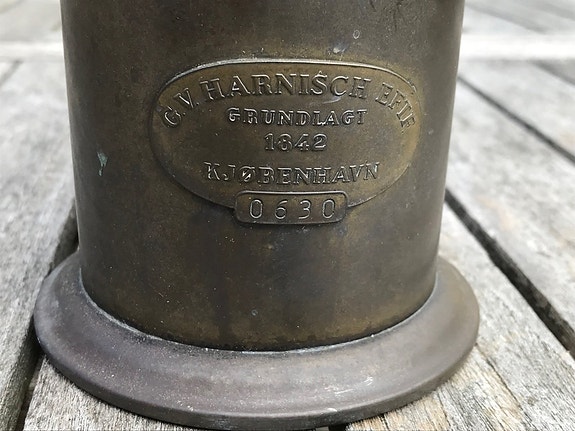 G.V. HARNISCH EFTF
GRUNDLAGT
1842
KJØBENHAVN
0630